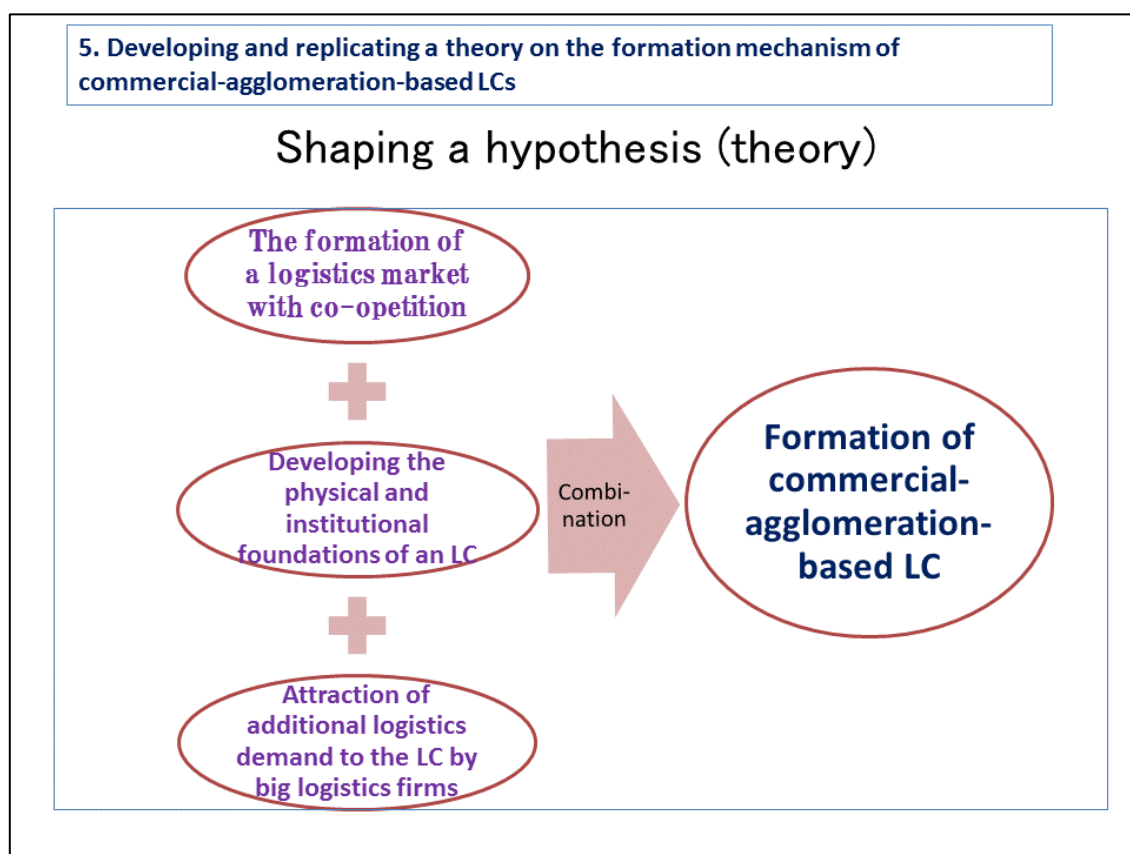 5. Developing and replicating a theory on the formation mechanism of
commercial-agglomeration-based LCs
Shaping a hypothesis (theory)
The formation of
a logistics market
with co-opetition
Developing the
physical and
institutional
foundations of an LC
Attraction of
additional logistics
demand to the LC by
big logistics firms
Combi-
nation
Formation of
commercial-
agglomeration-
based LC